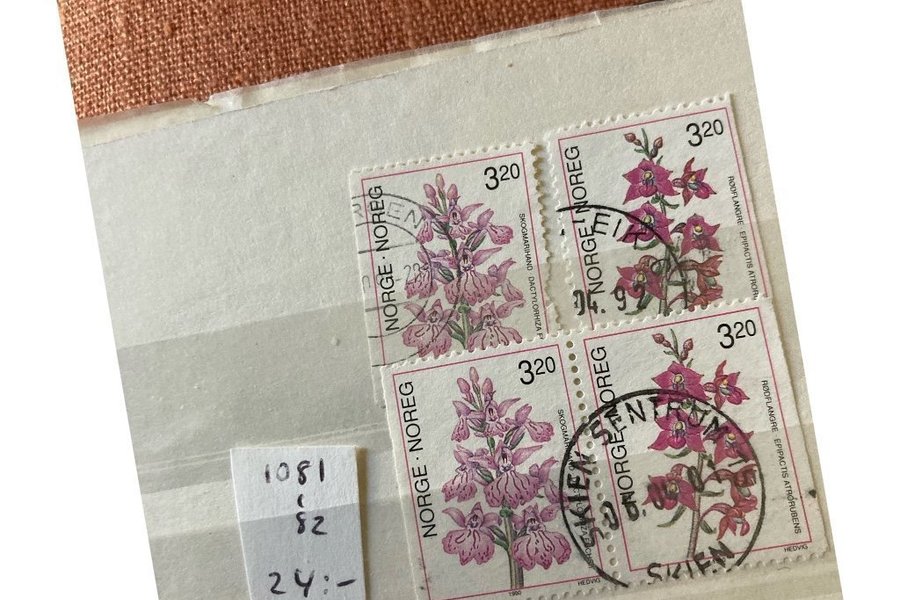 3.20
NORGE · NOREG
SKOGMARIHAND · DACTYLORHIZA
3.20
NORGE · NOREG
RØDFLANGRE EPIPACTIS
3.20
NORGE · NOREG
HEDVIG
1990
3.20
NORGE · NOREG
RØDFLANGRE EPIPACTIS ATRORUBENS
HEDVIG
SKIEN SENTRUM
SKIEN
1081
82
24:-